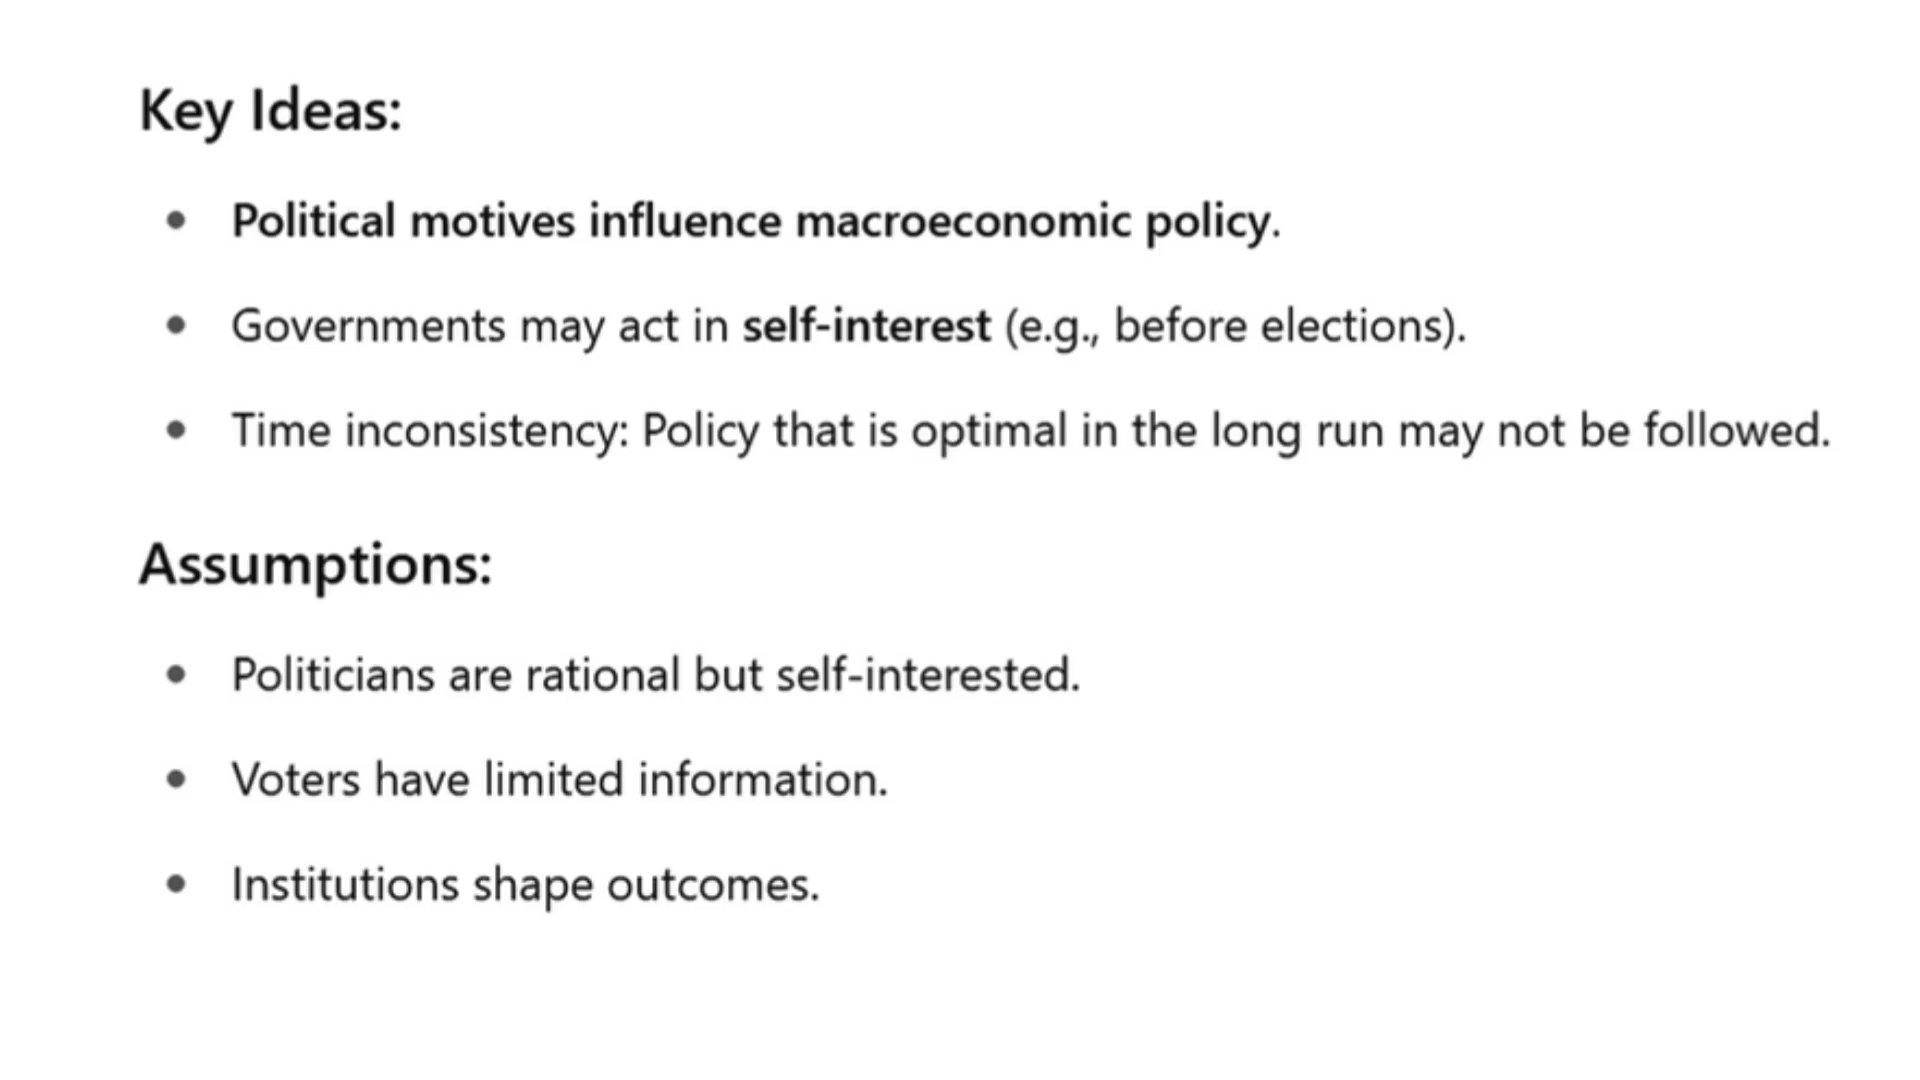 Key Ideas:
• Political motives influence macroeconomic policy.
• Governments may act in self-interest (e.g., before elections).
• Time inconsistency: Policy that is optimal in the long run may not be followed.
Assumptions:
• Politicians are rational but self-interested.
• Voters have limited information.
• Institutions shape outcomes.